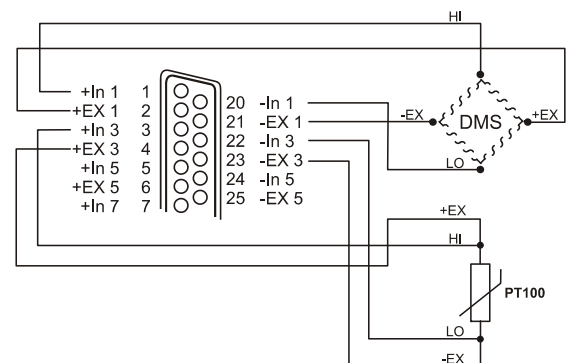 HI
+In 1 1 20 -In 1
+EX 1 2 21 -EX 1 -EX DMS +EX
+In 3 3 22 -In 3
+EX 3 4 23 -EX 3 LO
+In 5 5 24 -In 5
+EX 5 6 25 -EX 5
+In 7 7
+EX
HI
PT100
LO
-EX